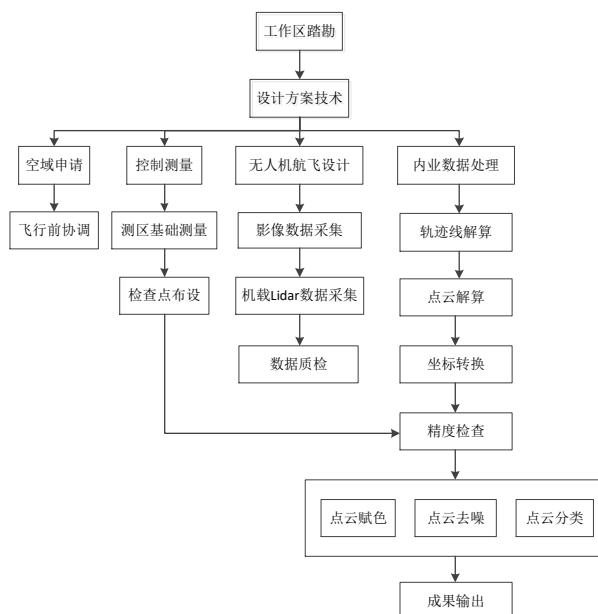 工作区踏勘
设计方案技术
空域申请
控制测量
无人机航飞设计
内业数据处理
飞行前协调
测区基础测量
影像数据采集
轨迹线解算
检查点布设
机载Lidar数据采集
点云解算
数据质检
坐标转换
精度检查
点云赋色
点云去噪
点云分类
成果输出